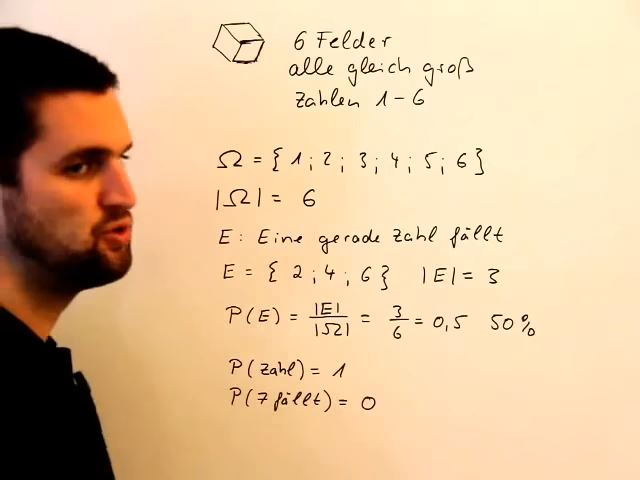 6 Felder
alle gleich groß
Zahlen 1 – 6
Ω = { 1 ; 2 ; 3 ; 4 ; 5 ; 6 }
|Ω| = 6
E : Eine gerade Zahl fällt
E = { 2 ; 4 ; 6 } |E| = 3
P(E) = |E|/|Ω| = 3/6 = 0,5 50 %
P(Zahl) = 1
P(7 fällt) = 0